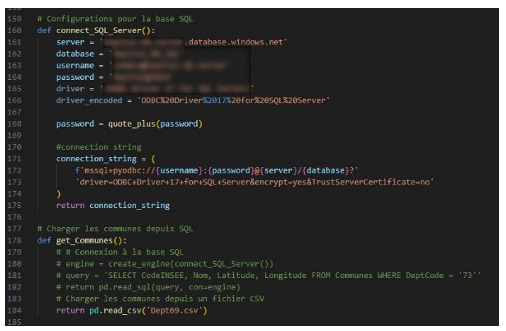 159 # Configurations pour la base SQL
160 def connect_SQL_Server():
161 server = ' .database.windows.net'
162 database = '
163 username = '
164 password = '
165 driver = ' '
166 driver_encoded = 'ODBC%20Driver%2017%20for%20SQL%20Server'
167
168 password = quote_plus(password)
169
170 #connection string
171 connection_string = (
172 f'mssql+pyodbc://{username}:{password}@{server}/{database}?'
173 'driver=ODBC+Driver+17+for+SQL+Server&encrypt=yes&TrustServerCertificate=no'
174 )
175 return connection_string
176
177 # Charger les communes depuis SQL
178 def get_Communes():
179 # # Connexion à la base SQL
180 # engine = create_engine(connect_SQL_Server())
181 # query = 'SELECT CodeINSEE, Nom, Latitude, Longitude FROM Communes WHERE DeptCode = '73''
182 # return pd.read_sql(query, con=engine)
183 # Charger les communes depuis un fichier CSV
184 return pd.read_csv('Dept69.csv')
185